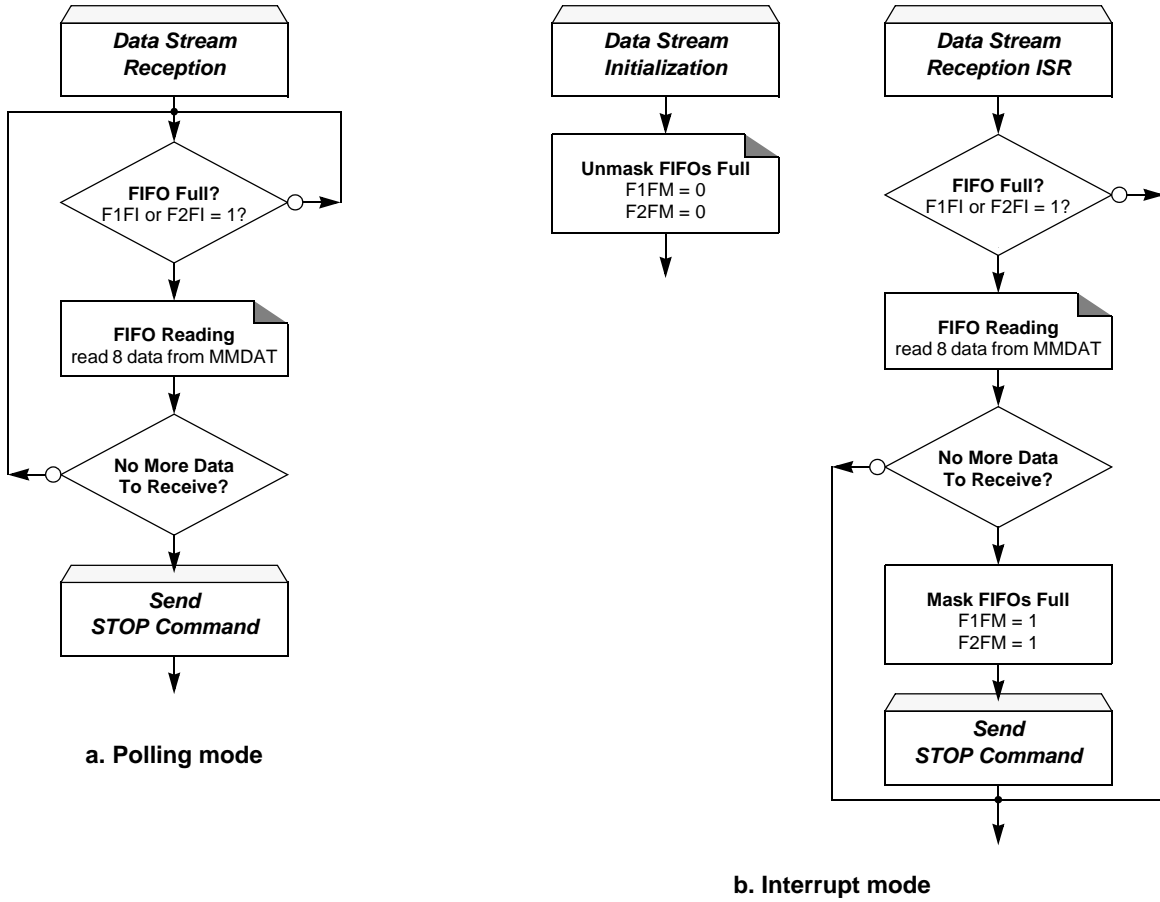 Data Stream
Reception
FIFO Full?
F1FI or F2FI = 1?
FIFO Reading
read 8 data from MMDAT
No More Data
To Receive?
Send
STOP Command
a. Polling mode
Data Stream
Initialization
Unmask FIFOs Full
F1FM = 0
F2FM = 0
Data Stream
Reception ISR
FIFO Full?
F1FI or F2FI = 1?
FIFO Reading
read 8 data from MMDAT
No More Data
To Receive?
Mask FIFOs Full
F1FM = 1
F2FM = 1
Send
STOP Command
b. Interrupt mode